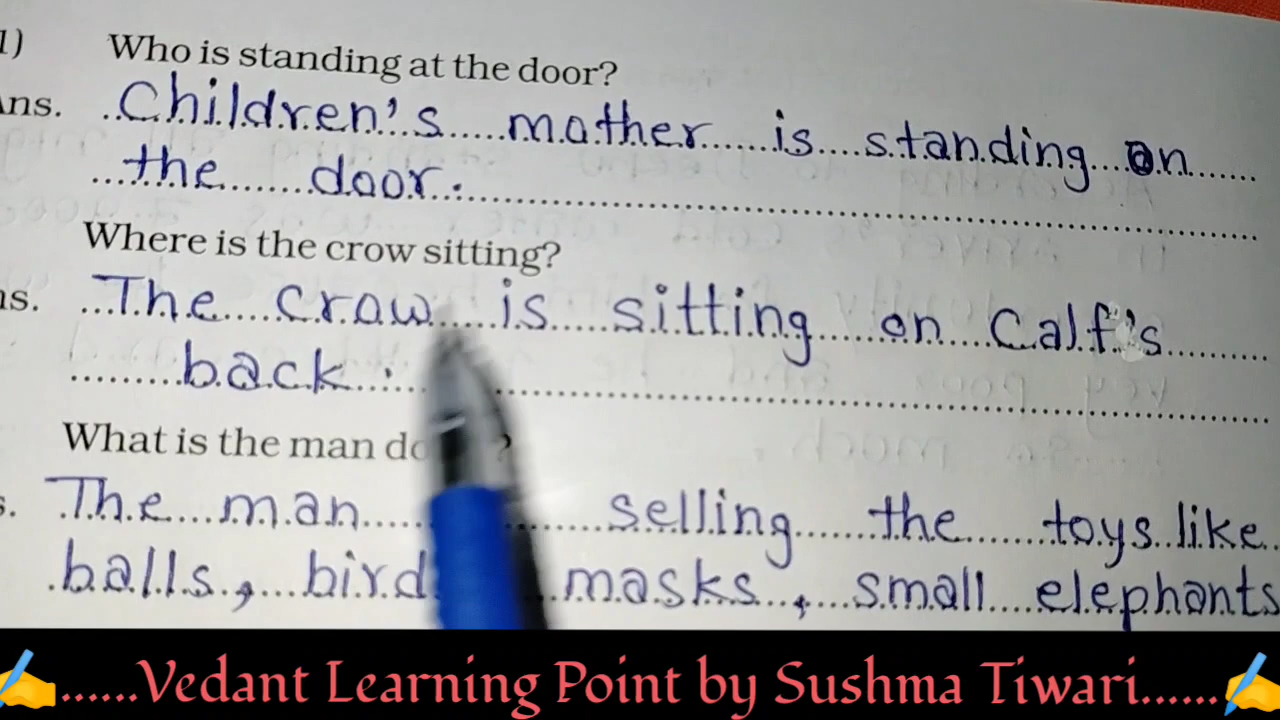 1) Who is standing at the door?
Ans. Children's mother is standing on
the door.
Where is the crow sitting?
ns. The crow is sitting on Calf's
back.
What is the man do ?
s. The man selling the toys like
balls, bird masks, small elephants
✍️......Vedant Learning Point by Sushma Tiwari......✍️